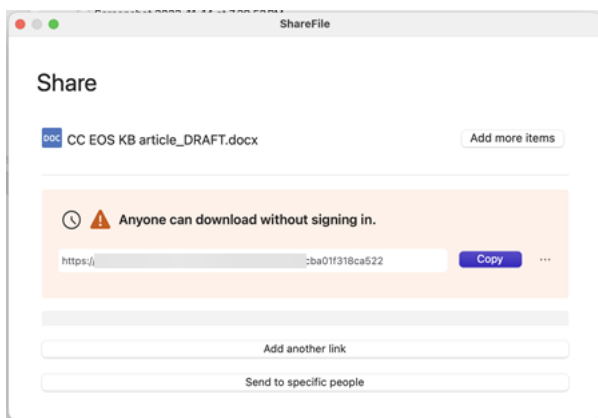 ShareFile
Share
DOC CC EOS KB article_DRAFT.docx
Add more items
Anyone can download without signing in.
https:/ cba01f318ca522
Copy
Add another link
Send to specific people